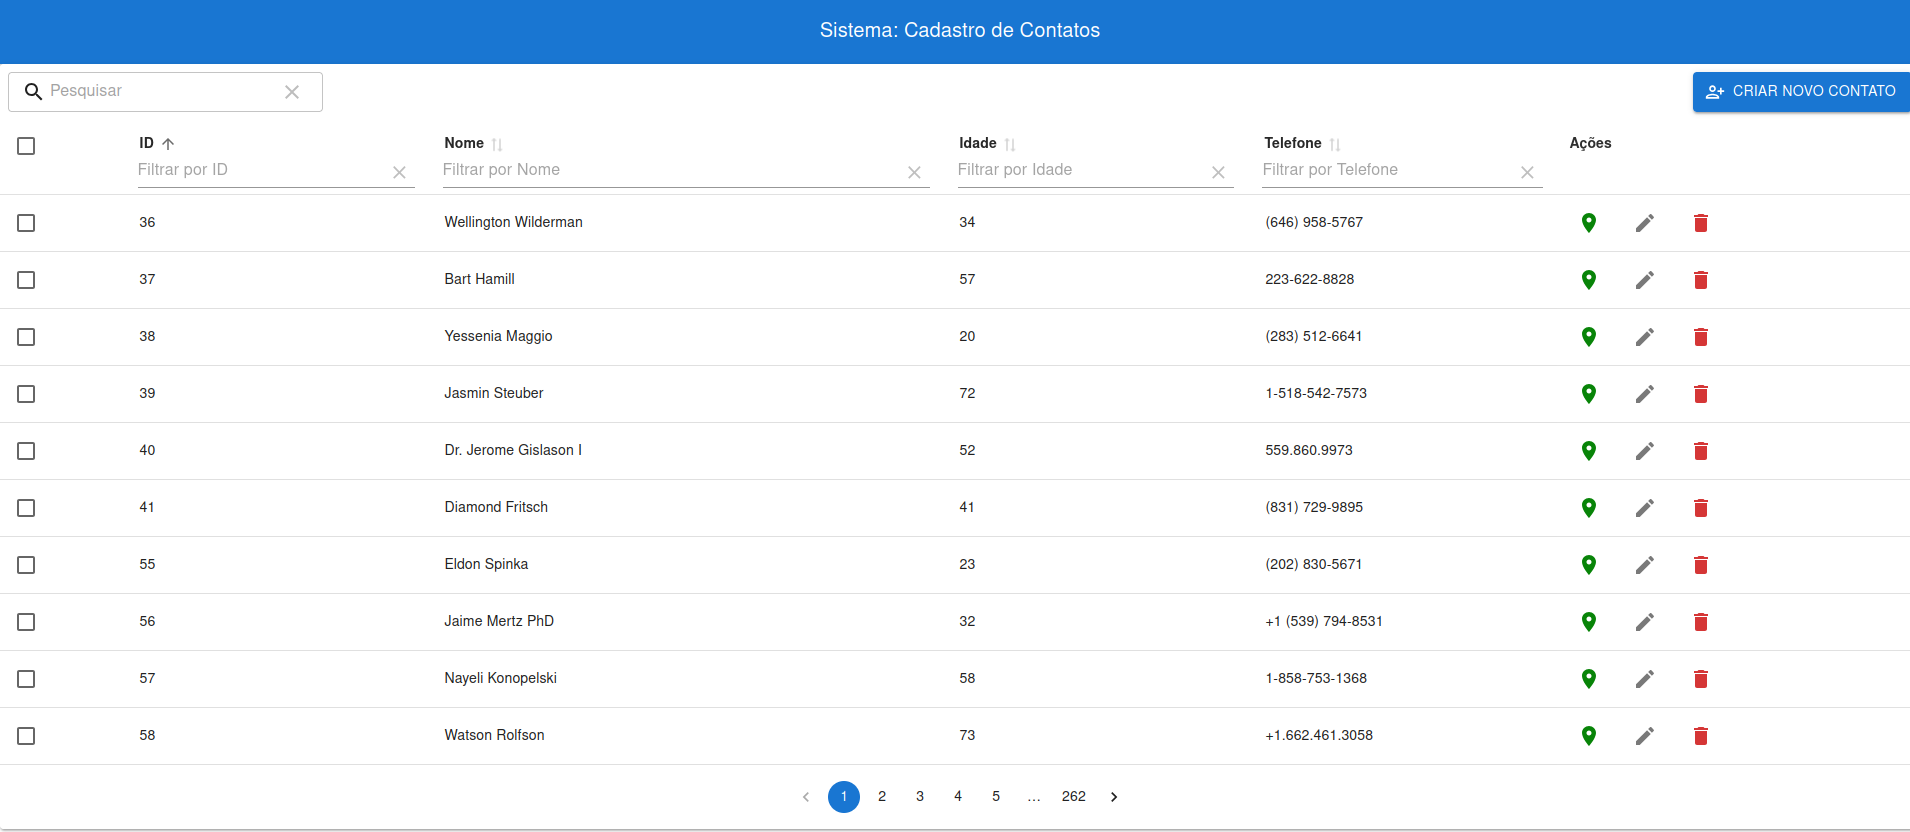 Sistema: Cadastro de Contatos
Pesquisar
CRIAR NOVO CONTATO
ID Nome Idade Telefone Ações
Filtrar por ID Filtrar por Nome Filtrar por Idade Filtrar por Telefone
36 Wellington Wilderman 34 (646) 958-5767
37 Bart Hamill 57 223-622-8828
38 Yessenia Maggio 20 (283) 512-6641
39 Jasmin Steuber 72 1-518-542-7573
40 Dr. Jerome Gislason I 52 559.860.9973
41 Diamond Fritsch 41 (831) 729-9895
55 Eldon Spinka 23 (202) 830-5671
56 Jaime Mertz PhD 32 +1 (539) 794-8531
57 Nayeli Konopelski 58 1-858-753-1368
58 Watson Rolfson 73 +1.662.461.3058
1 2 3 4 5 ... 262